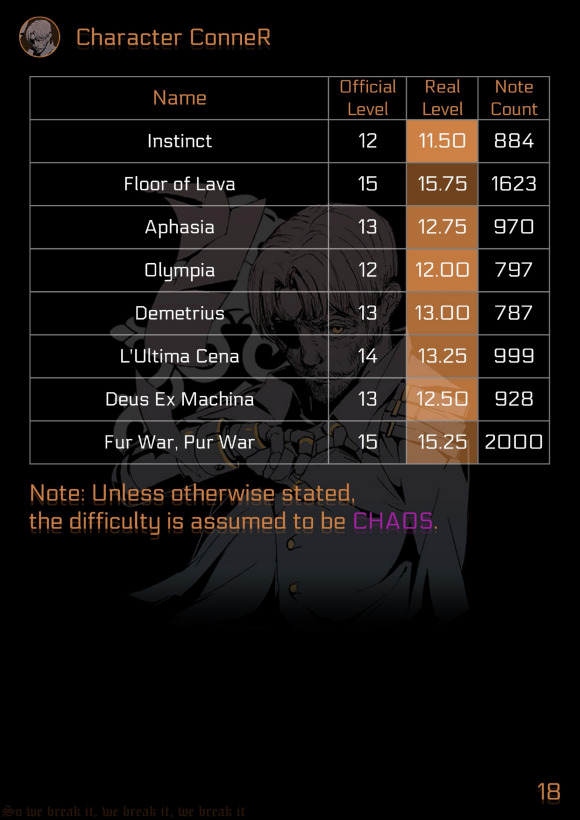 Character ConneR
Name Official Level Real Level Note Count
Instinct 12 11.50 884
Floor of Lava 15 15.75 1623
Aphasia 13 12.75 970
Olympia 12 12.00 797
Demetrius 13 13.00 787
L'Ultima Cena 14 13.25 999
Deus Ex Machina 13 12.50 928
Fur War, Pur War 15 15.25 2000
Note: Unless otherwise stated,
the difficulty is assumed to be CHAOS.
18
So we break it, we break it, we break it